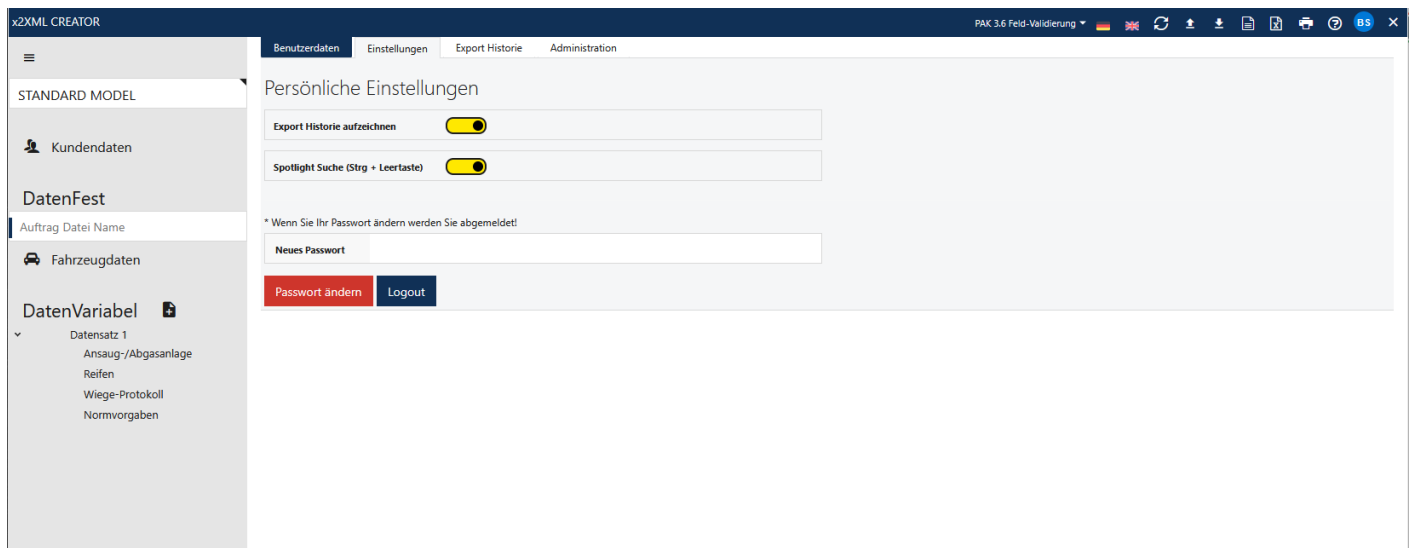 x2XML CREATOR
PAK 3.6 Feld-Validierung
BS
STANDARD MODEL
Kundendaten
DatenFest
Auftrag Datei Name
Fahrzeugdaten
DatenVariabel
Datensatz 1
Ansaug-/Abgasanlage
Reifen
Wiege-Protokoll
Normvorgaben
Benutzerdaten
Einstellungen
Export Historie
Administration
Persönliche Einstellungen
Export Historie aufzeichnen
Spotlight Suche (Strg + Leertaste)
* Wenn Sie Ihr Passwort ändern werden Sie abgemeldet!
Neues Passwort
Passwort ändern
Logout